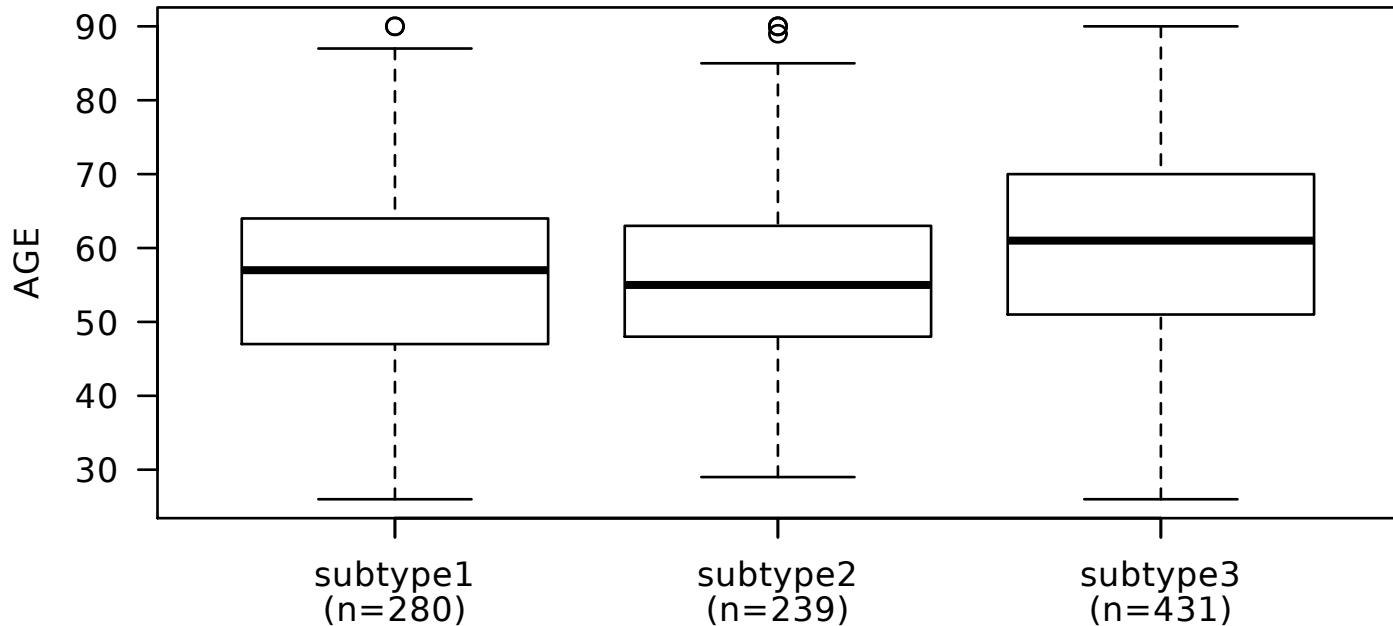 90
80
70
60
50
40
30
AGE
subtype1
(n=280)
subtype2
(n=239)
subtype3
(n=431)